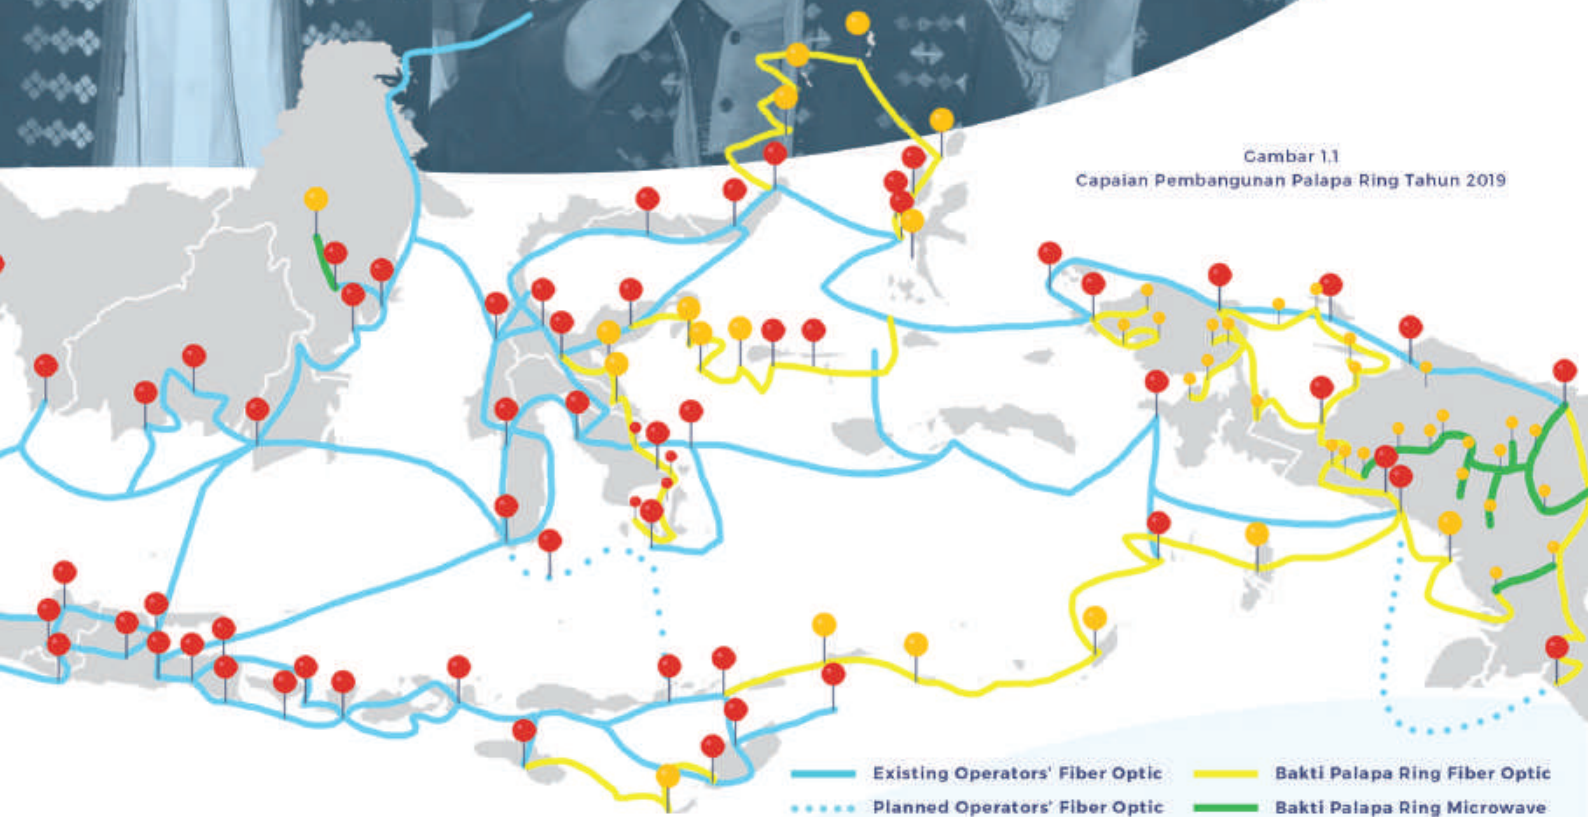 Gambar 1.1
Capaian Pembangunan Palapa Ring Tahun 2019
Existing Operators' Fiber Optic
Bakti Palapa Ring Fiber Optic
Planned Operators' Fiber Optic
Bakti Palapa Ring Microwave